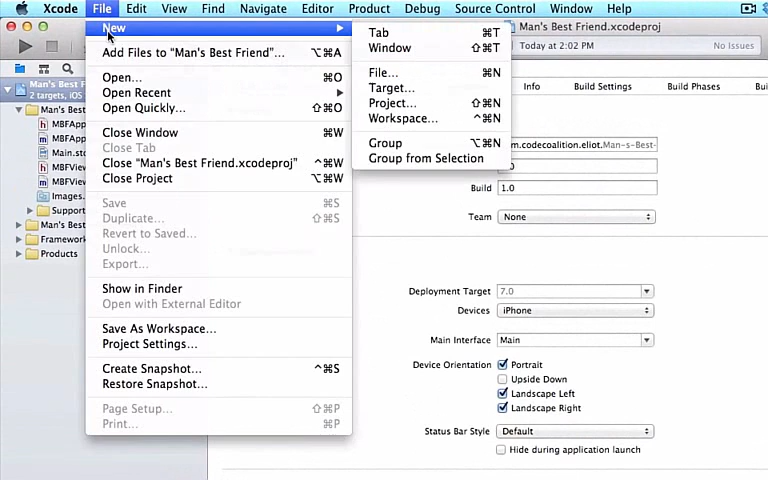 Xcode File Edit View Find Navigate Editor Product Debug Source Control Window Help
Man's Best Friend.xcodeproj
Today at 2:02 PM No Issues
New
Add Files to "Man's Best Friend"... ⌥⌘A
Open... ⌘O
Open Recent
Open Quickly... ⇧⌘O
Close Window ⌘W
Close Tab
Close "Man's Best Friend.xcodeproj" ^⌘W
Close Project ⌥⌘W
Save ⌘S
Duplicate... ⇧⌘S
Revert to Saved...
Unlock...
Export...
Show in Finder
Open with External Editor
Save As Workspace...
Project Settings...
Create Snapshot... ^⌘S
Restore Snapshot...
Page Setup... ⇧⌘P
Print... ⌘P
Tab ⌘T
Window ⇧⌘T
File... ⌘N
Target...
Project... ⇧⌘N
Workspace... ^⌘N
Group ⌥⌘N
Group from Selection
Man's Best F
2 targets, iOS
Man's Best
MBFApp
MBFApp
Main.sto
MBFView
MBFView
Images.
Support
Man's Best
Framework
Products
Info Build Settings Build Phases Build Rules
m.codecoalition.eliot.Man-s-Best-
.0
Build 1.0
Team None
Deployment Target 7.0
Devices iPhone
Main Interface Main
Device Orientation Portrait
Upside Down
Landscape Left
Landscape Right
Status Bar Style Default
Hide during application launch